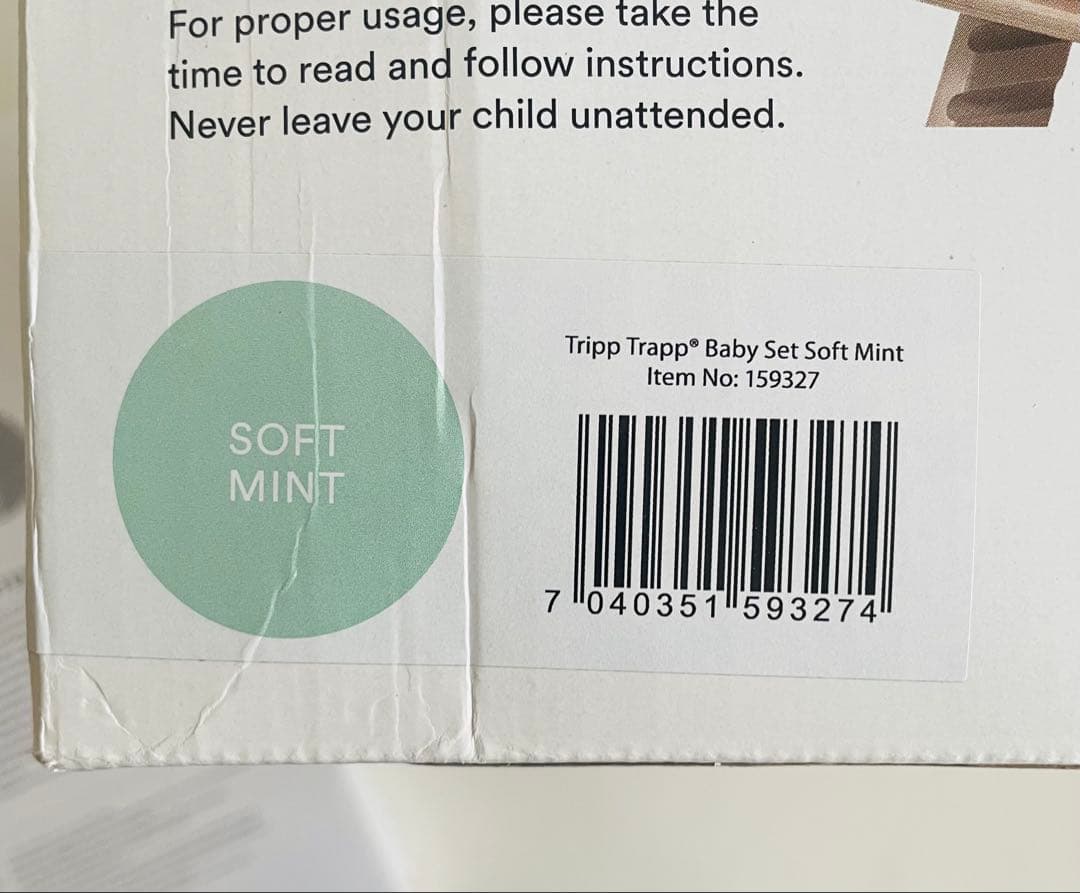 For proper usage, please take the
time to read and follow instructions.
Never leave your child unattended.
SOFT
MINT
Tripp Trapp® Baby Set Soft Mint
Item No: 159327
7 040351 593274